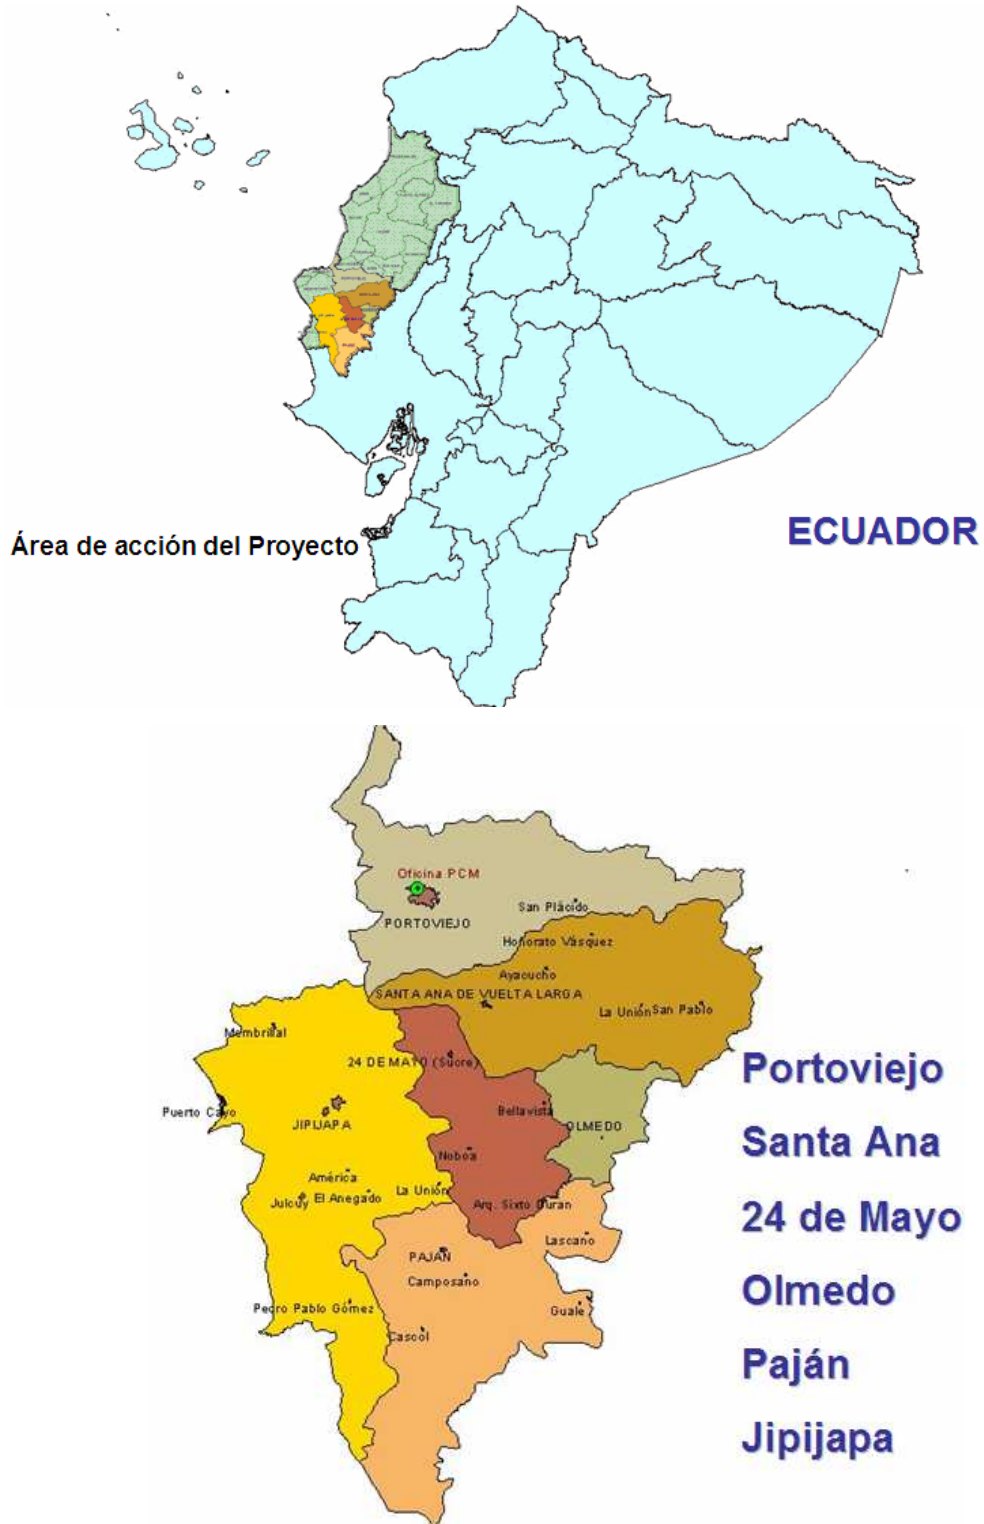 Área de acción del Proyecto
ECUADOR
Oficina PCM
PORTOVIEJO
San Plácido
Honorato Vásquez
Ayacucho
SANTA ANA DE VUELTA LARGA
La Unión
San Pablo
Membrillal
24 DE MAYO (Sucre)
Puerto Cayo
JIPIJAPA
Bellavista
OLMEDO
Noboa
América
La Unión
Julcuy
El Anegado
Arq. Sixto Duran
Lascano
PAJAN
Camposano
Pedro Pablo Gómez
Guale
Cascol
Portoviejo
Santa Ana
24 de Mayo
Olmedo
Paján
Jipijapa